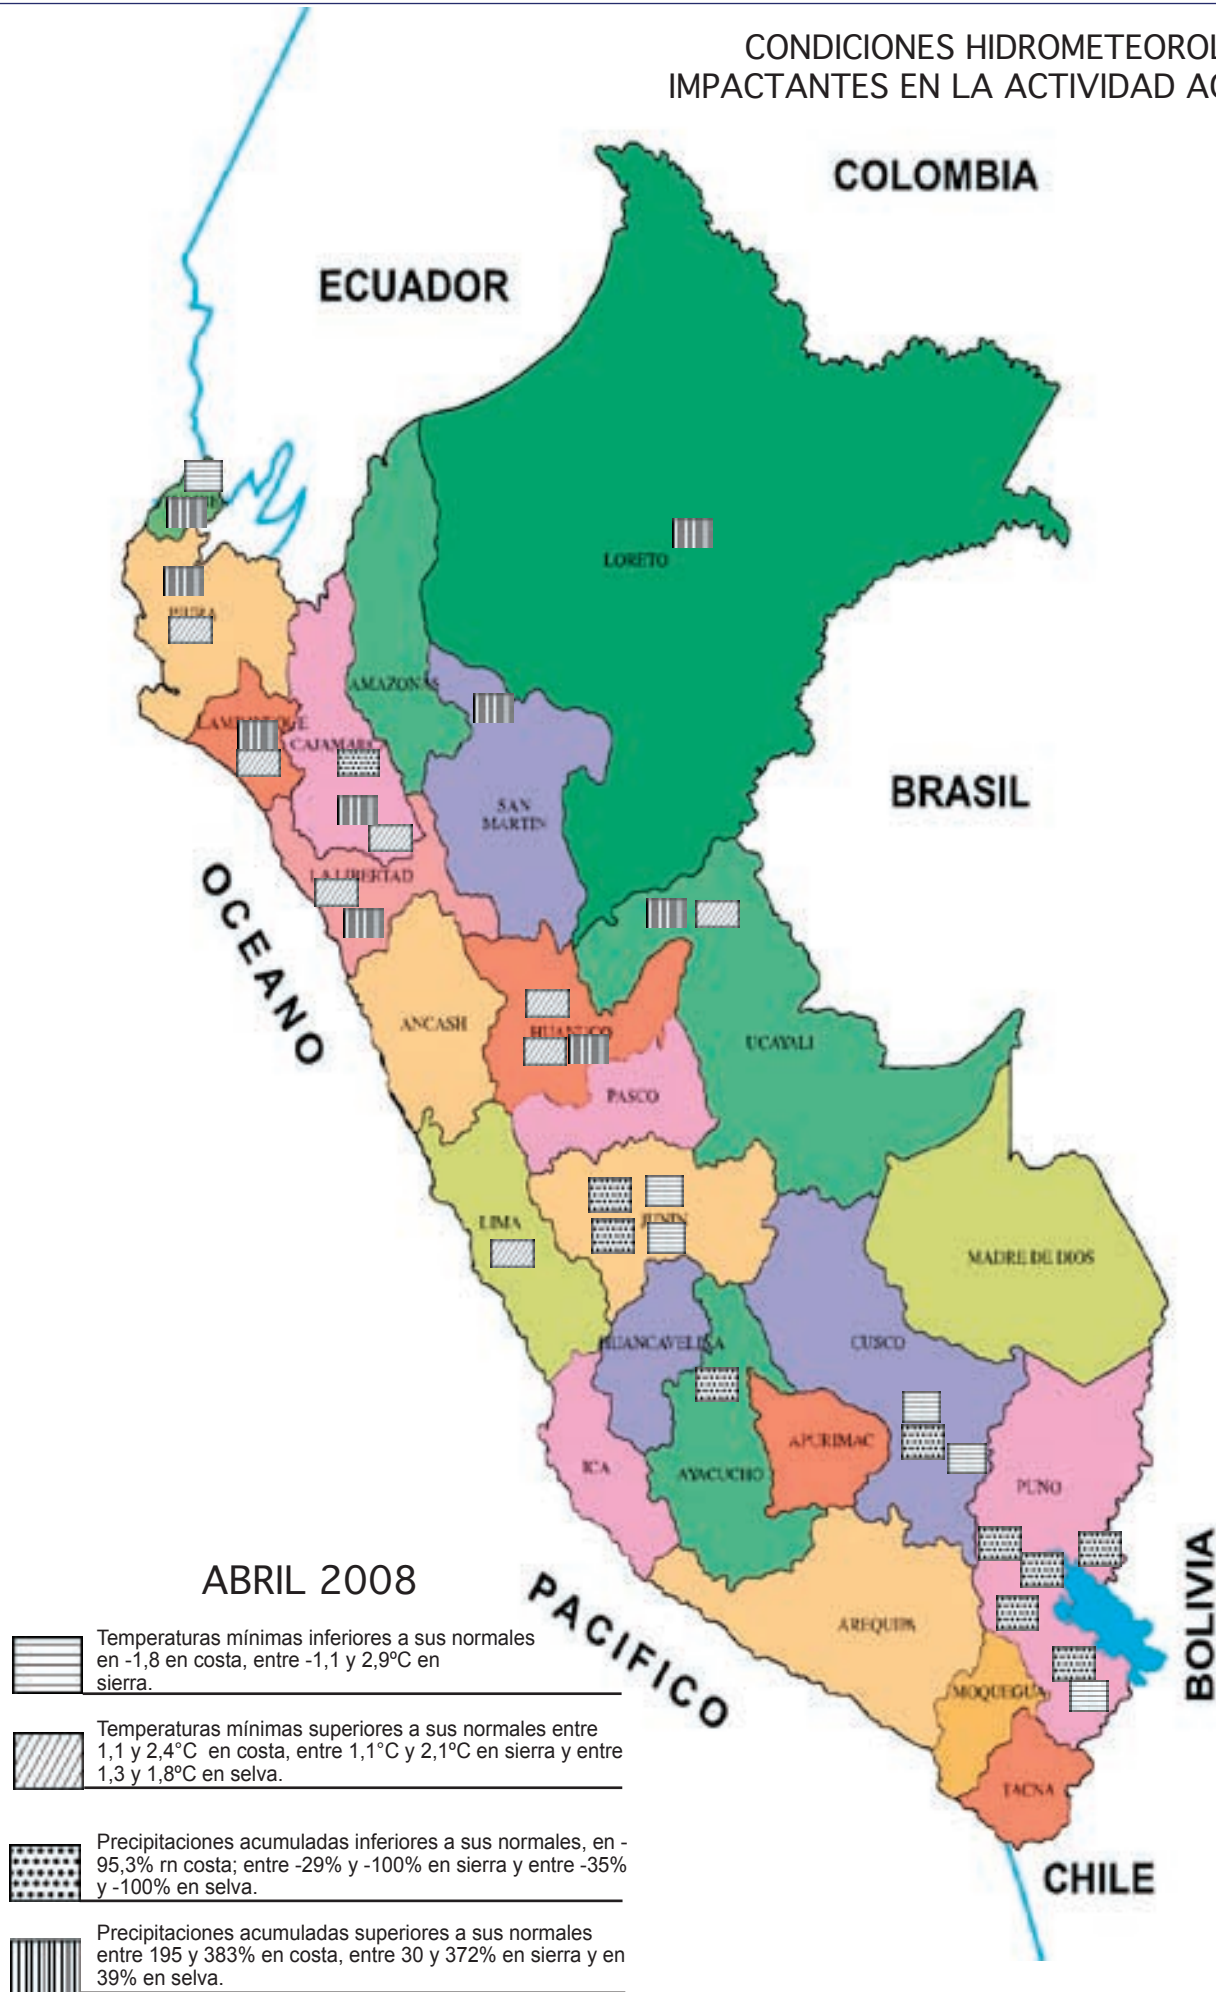 CONDICIONES HIDROMETEOROL
IMPACTANTES EN LA ACTIVIDAD AG
COLOMBIA
ECUADOR
LORETO
PIURA
AMAZONAS
CAJAMARCA
BRASIL
SAN
MARTIN
LA LIBERTAD
OCEANO
ANCASH
HUANUCO
UCAYALI
PASCO
LIMA
JUNIN
MADRE DE DIOS
HUANCAVELICA
CUSCO
APURIMAC
ICA
AYACUCHO
PUNO
BOLIVIA
PACIFICO
AREQUIPA
MOQUEGUA
TACNA
CHILE
ABRIL 2008
Temperaturas mínimas inferiores a sus normales
en -1,8 en costa, entre -1,1 y 2,9ºC en
sierra.
Temperaturas mínimas superiores a sus normales entre
1,1 y 2,4°C en costa, entre 1,1°C y 2,1ºC en sierra y entre
1,3 y 1,8ºC en selva.
Precipitaciones acumuladas inferiores a sus normales, en -
95,3% rn costa; entre -29% y -100% en sierra y entre -35%
y -100% en selva.
Precipitaciones acumuladas superiores a sus normales
entre 195 y 383% en costa, entre 30 y 372% en sierra y en
39% en selva.